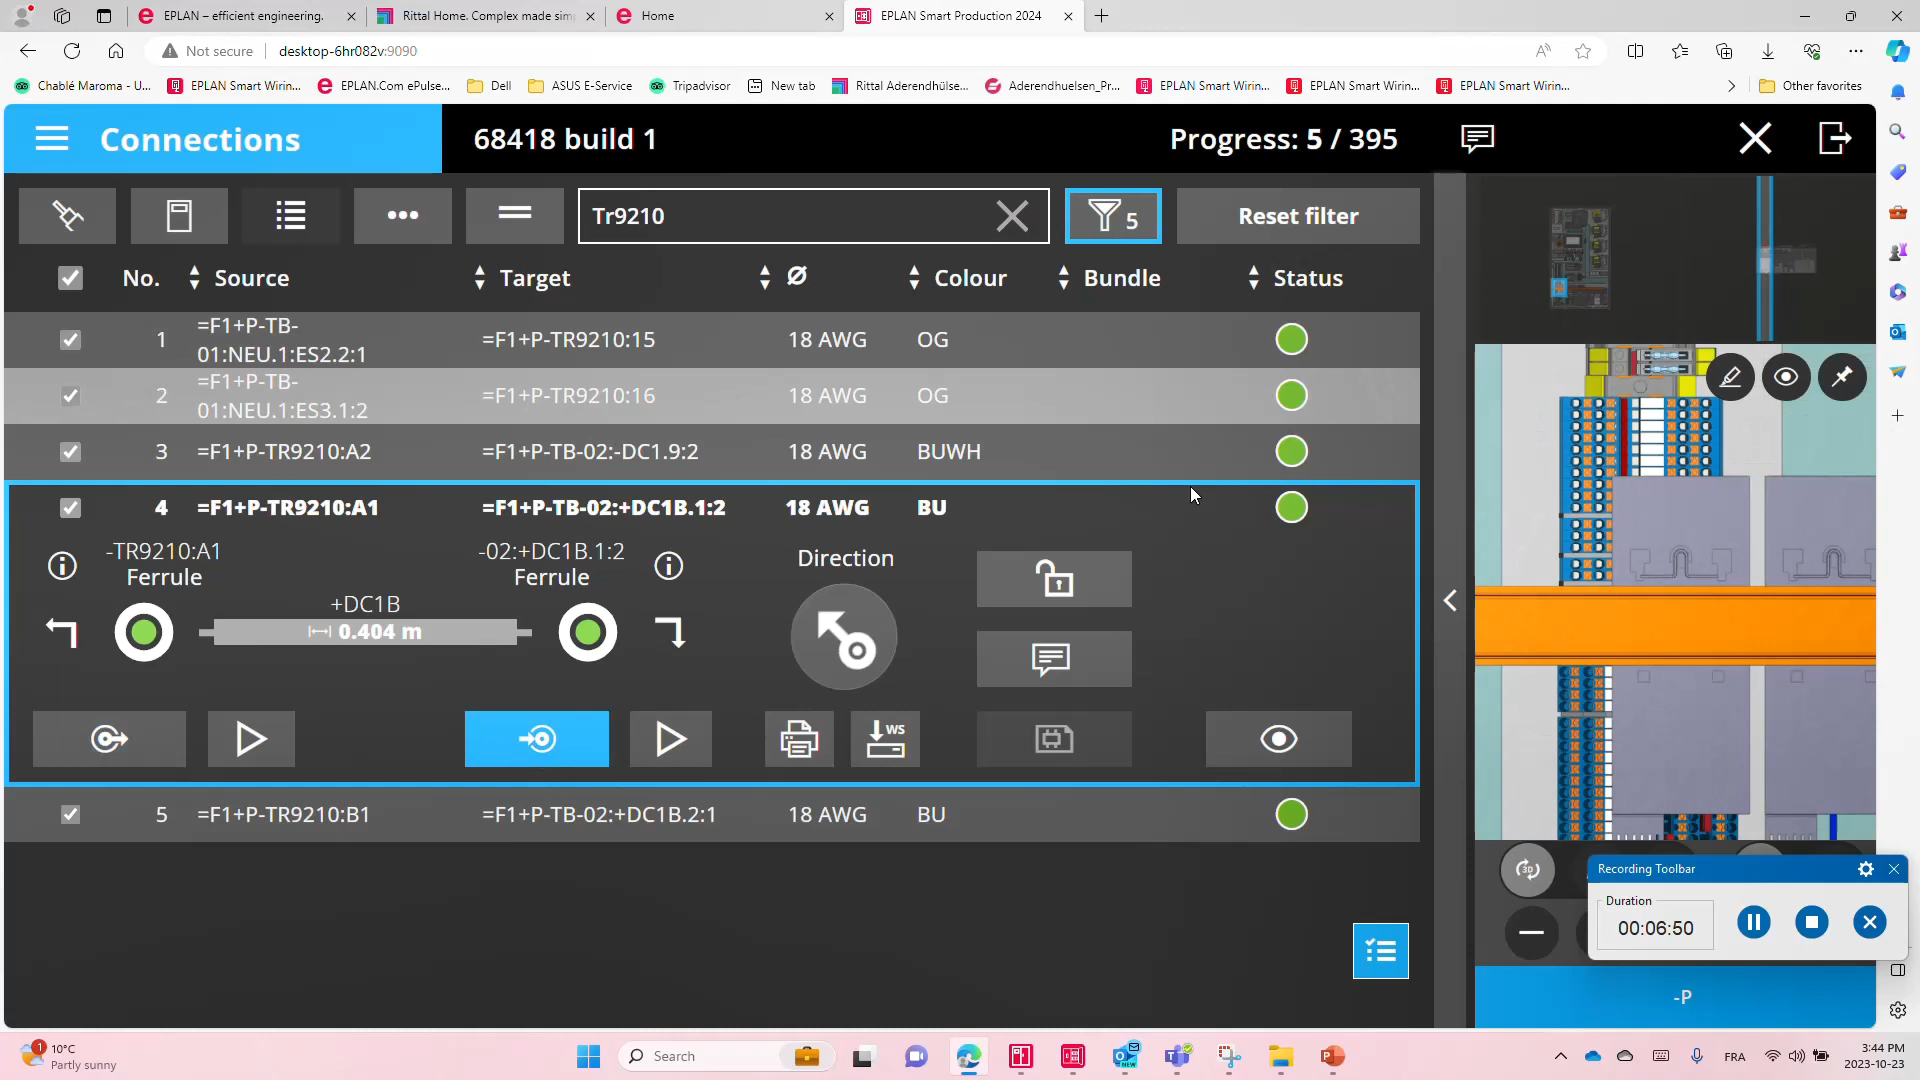 EPLAN – efficient engineering.
Rittal Home. Complex made sim
Home
EPLAN Smart Production 2024
Not secure
desktop-6hr082v:9090
Chablé Maroma - U...
EPLAN Smart Wirin...
EPLAN.Com ePulse...
Dell
ASUS E-Service
Tripadvisor
New tab
Rittal Aderendhülse...
Aderendhuelsen_Pr...
EPLAN Smart Wirin...
EPLAN Smart Wirin...
EPLAN Smart Wirin...
Other favorites
Connections
68418 build 1
Progress: 5 / 395
Tr9210
5
Reset filter
No.
Source
Target
Ø
Colour
Bundle
Status
1
=F1+P-TB-
01:NEU.1:ES2.2:1
=F1+P-TR9210:15
18 AWG
OG
2
=F1+P-TB-
01:NEU.1:ES3.1:2
=F1+P-TR9210:16
18 AWG
OG
3
=F1+P-TR9210:A2
=F1+P-TB-02:-DC1.9:2
18 AWG
BUWH
4
=F1+P-TR9210:A1
=F1+P-TB-02:+DC1B.1:2
18 AWG
BU
-TR9210:A1
Ferrule
-02:+DC1B.1:2
Ferrule
Direction
+DC1B
0.404 m
WS
5
=F1+P-TR9210:B1
=F1+P-TB-02:+DC1B.2:1
18 AWG
BU
3D
Recording Toolbar
Duration
00:06:50
-P
1
10°C
Partly sunny
Search
NEW
FRA
3:44 PM
2023-10-23